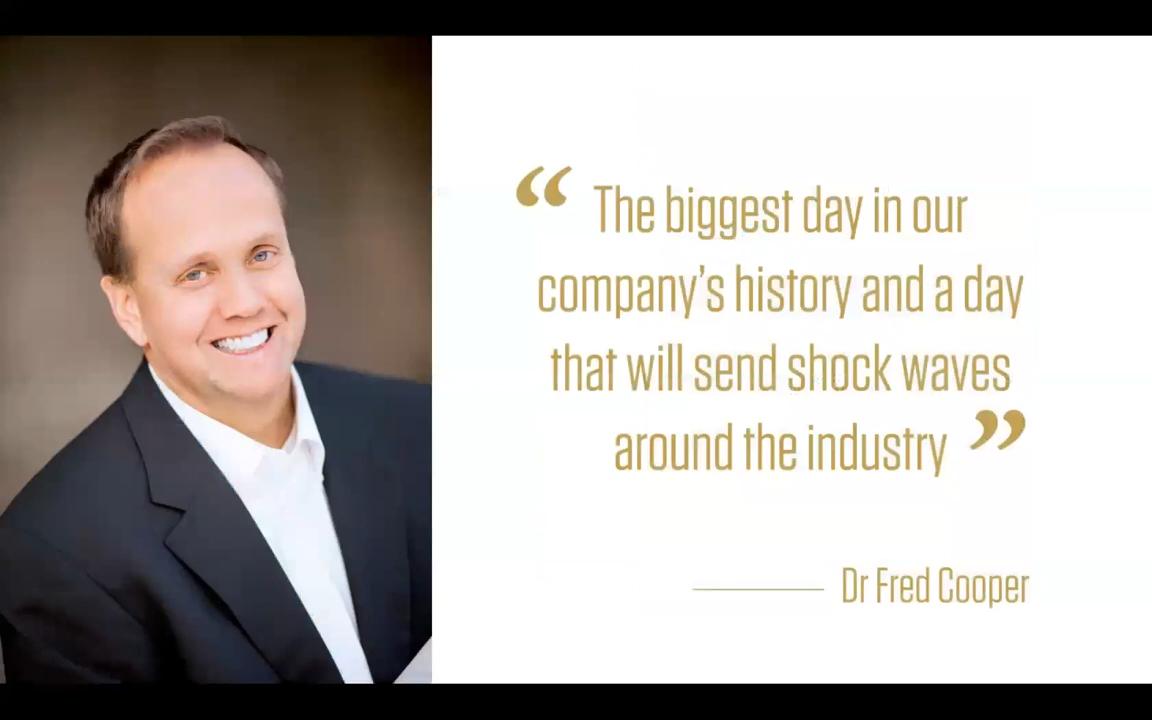 “ The biggest day in our
company’s history and a day
that will send shock waves
around the industry ”
Dr Fred Cooper